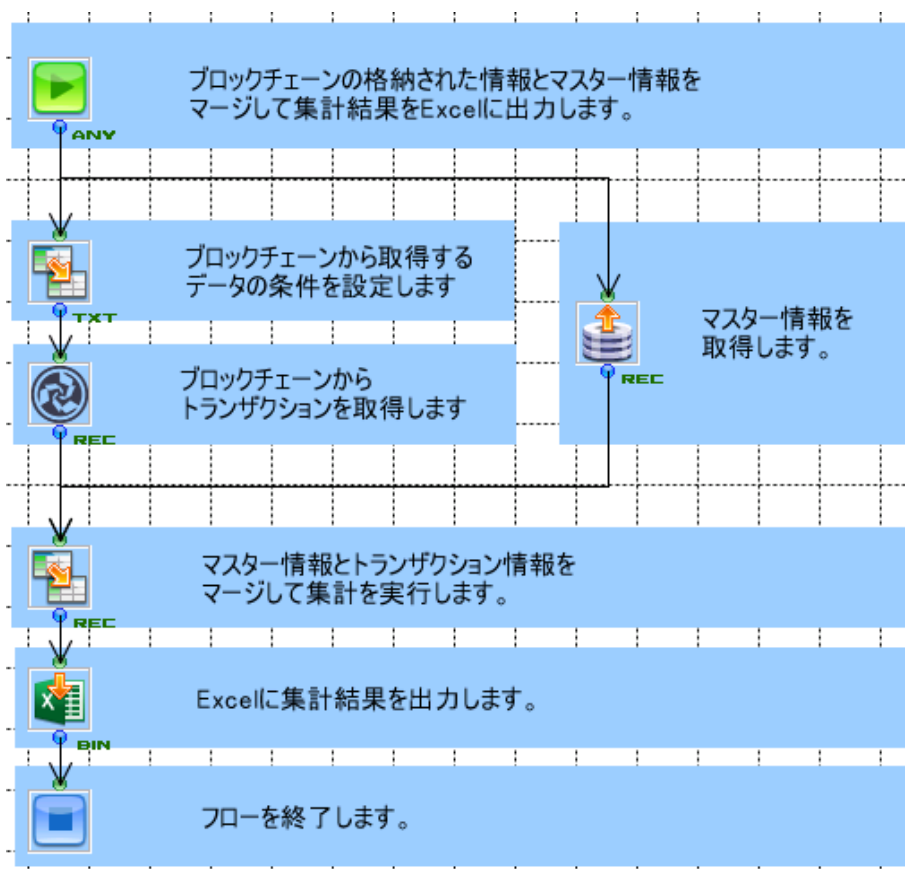 ブロックチェーンの格納された情報とマスター情報を
マージして集計結果をExcelに出力します。
ANY
ブロックチェーンから取得する
データの条件を設定します
TXT
マスター情報を
取得します。
REC
ブロックチェーンから
トランザクションを取得します
REC
マスター情報とトランザクション情報を
マージして集計を実行します。
REC
Excelに集計結果を出力します。
BIN
フローを終了します。